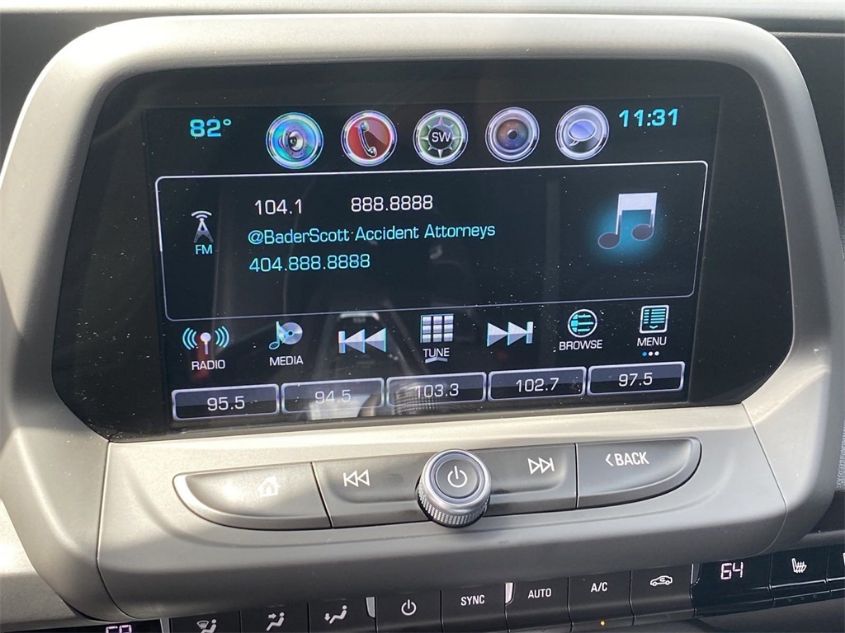 82° SW 11:31
104.1 888.8888
FM @BaderScott Accident Attorneys
404.888.8888
RADIO MEDIA TUNE BROWSE MENU
95.5 94.5 103.3 102.7 97.5
BACK
SYNC AUTO A/C 64